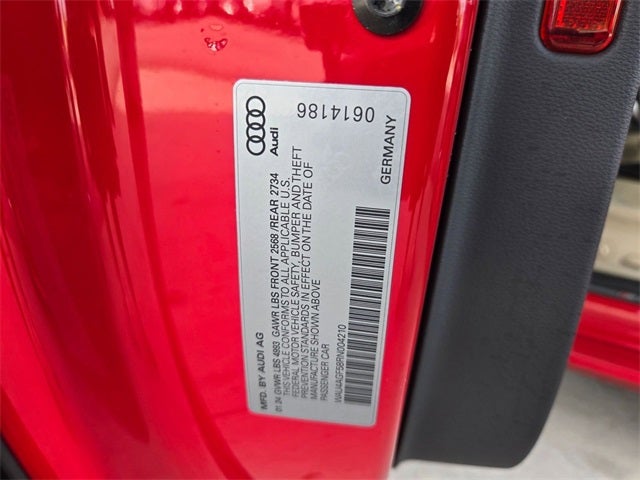 MFD. BY AUDI AG
01.24 GVWR LBS 4893 GAWR LBS FRONT 2568 /REAR 2734
THIS VEHICLE CONFORMS TO ALL APPLICABLE U.S.
FEDERAL MOTOR VEHICLE SAFETY, BUMPER AND THEFT
PREVENTION STANDARDS IN EFFECT ON THE DATE OF
MANUFACTURE SHOWN ABOVE
PASSENGER CAR
WAU4AGF58RN004210
Audi
0614186
GERMANY